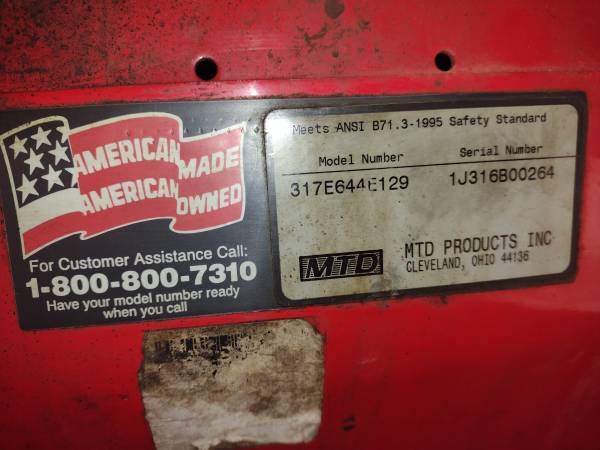 AMERICAN MADE
AMERICAN OWNED
For Customer Assistance Call:
1-800-800-7310
Have your model number ready
when you call
Meets ANSI B71.3-1995 Safety Standard
Model Number Serial Number
317E644E129 1J316B00264
MTD
MTD PRODUCTS INC
CLEVELAND, OHIO 44136